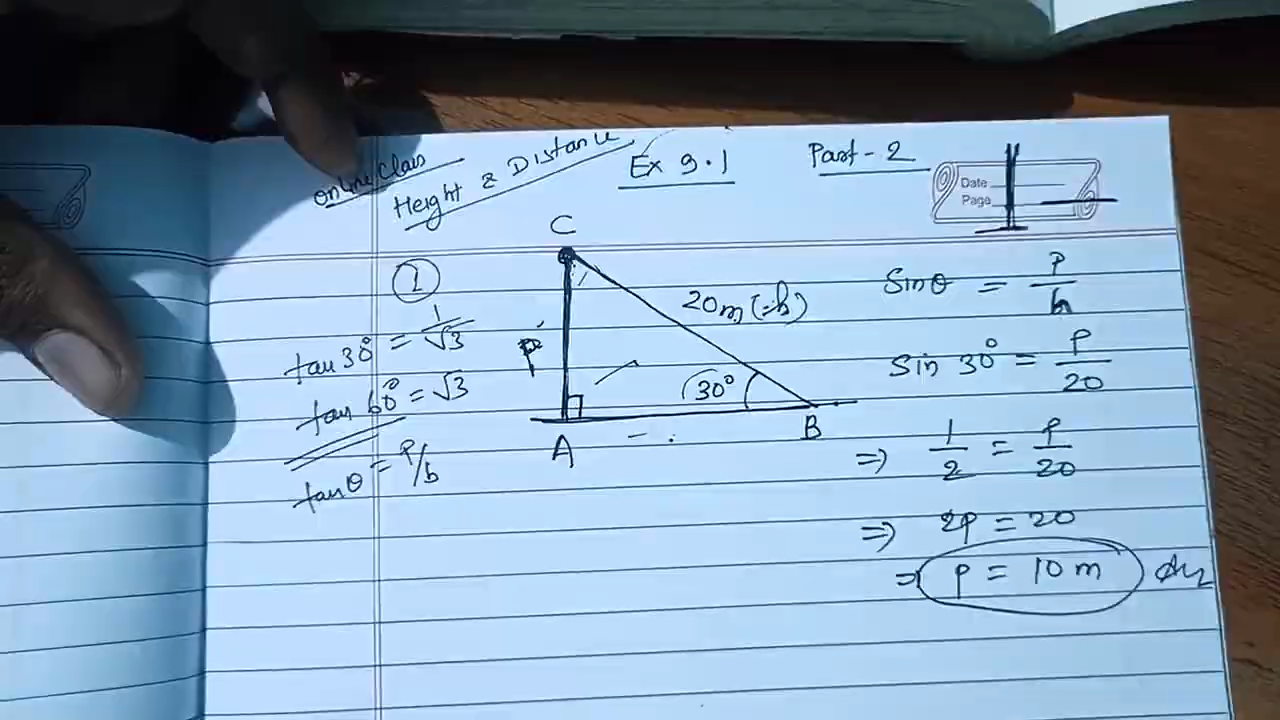 Online Class
Height & Distance
Ex 9.1
Part - 2
Date
Page
1
tan 30° = 1/√3
tan 60° = √3
tan θ = P/b
C
P
20m (=h)
30°
A
B
Sin θ = P/h
Sin 30° = P/20
⇒ 1/2 = P/20
⇒ 2P = 20
⇒ P = 10 m Ans